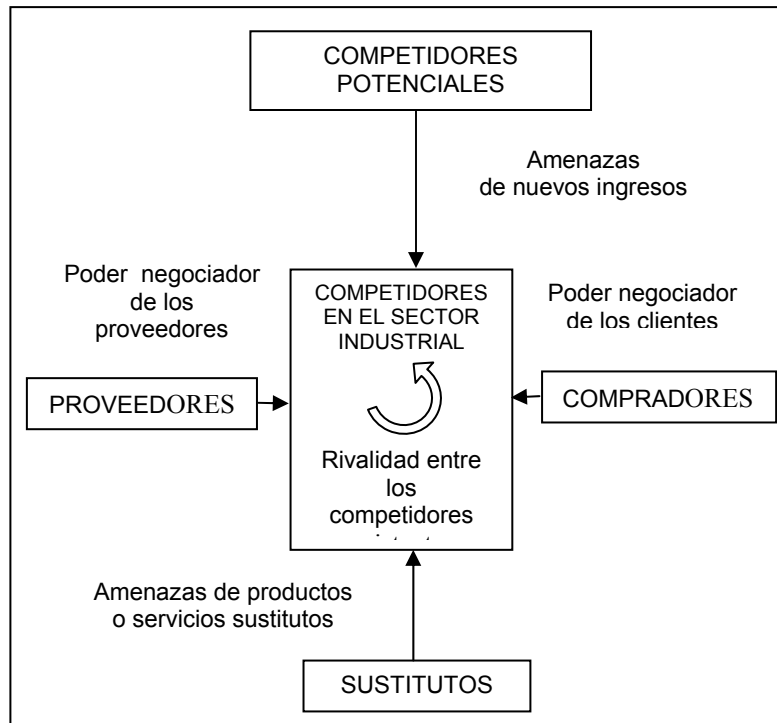 COMPETIDORES
POTENCIALES
Amenazas
de nuevos ingresos
Poder negociador
de los
proveedores
COMPETIDORES
EN EL SECTOR
INDUSTRIAL
Poder negociador
de los clientes
PROVEEDORES
COMPRADORES
Rivalidad entre
los
competidores
Amenazas de productos
o servicios sustitutos
SUSTITUTOS